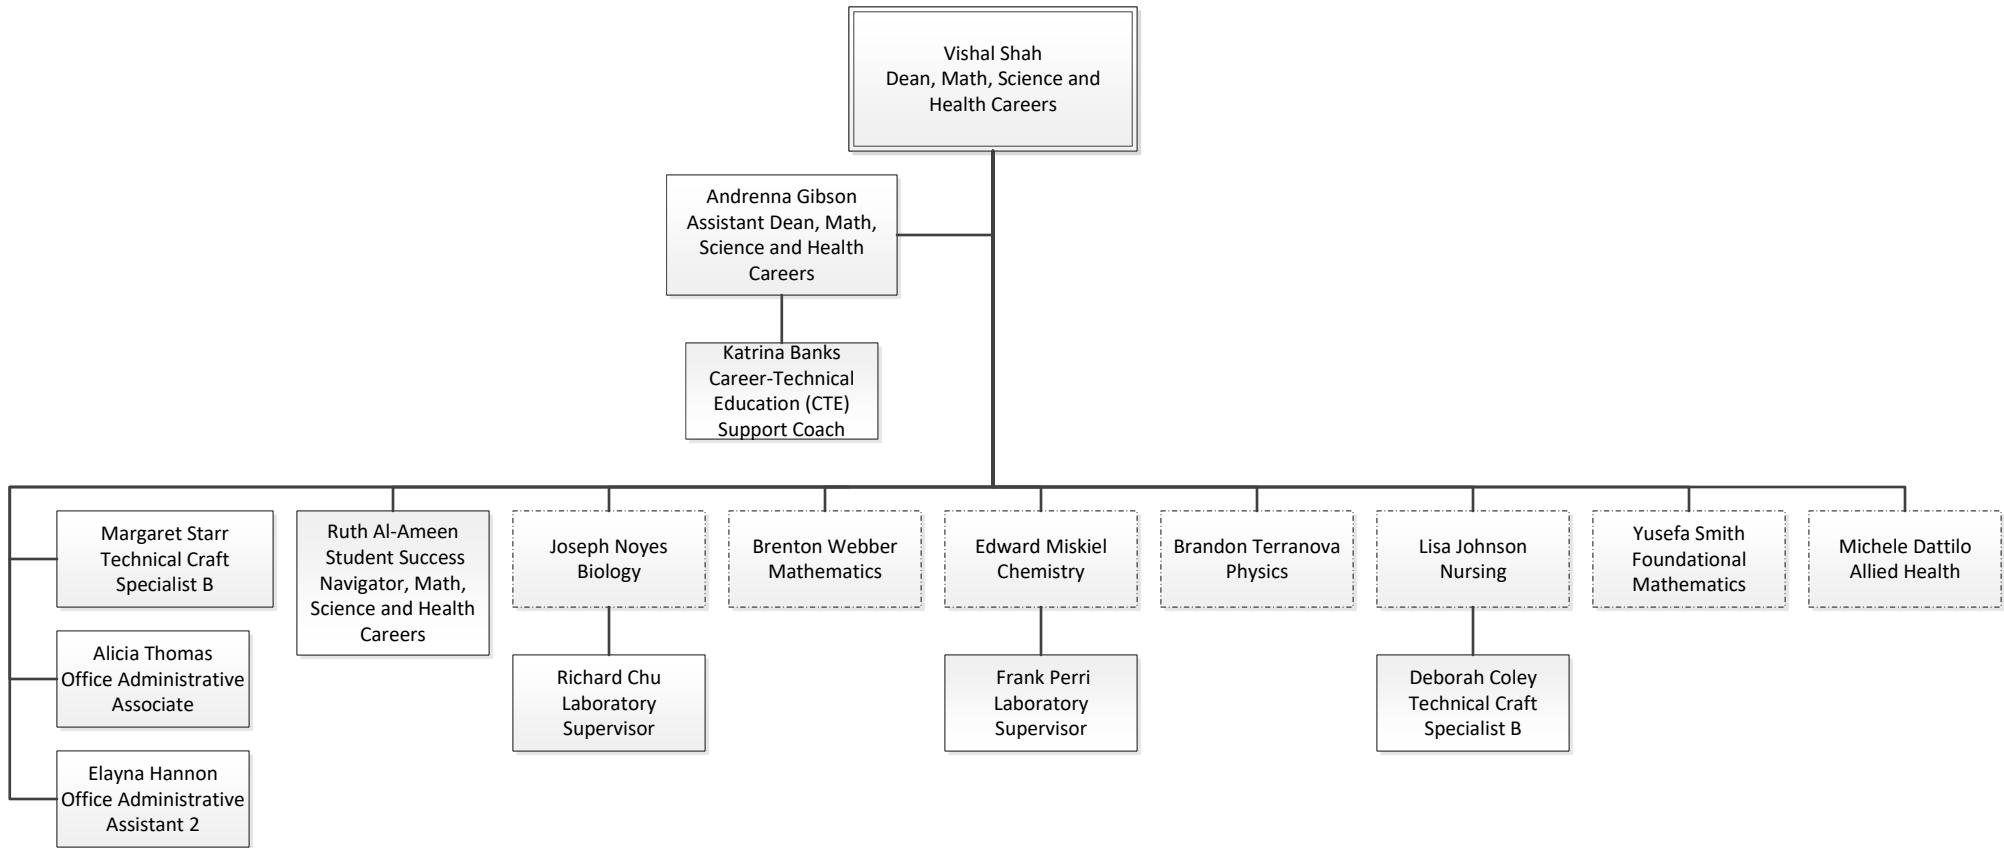 Vishal Shah
Dean, Math, Science and
Health Careers
Andrenna Gibson
Assistant Dean, Math,
Science and Health
Careers
Katrina Banks
Career-Technical
Education (CTE)
Support Coach
Margaret Starr
Technical Craft
Specialist B
Alicia Thomas
Office Administrative
Associate
Elayna Hannon
Office Administrative
Assistant 2
Ruth Al-Ameen
Student Success
Navigator, Math,
Science and Health
Careers
Joseph Noyes
Biology
Richard Chu
Laboratory
Supervisor
Brenton Webber
Mathematics
Edward Miskiel
Chemistry
Frank Perri
Laboratory
Supervisor
Brandon Terranova
Physics
Lisa Johnson
Nursing
Deborah Coley
Technical Craft
Specialist B
Yusefa Smith
Foundational
Mathematics
Michele Dattilo
Allied Health